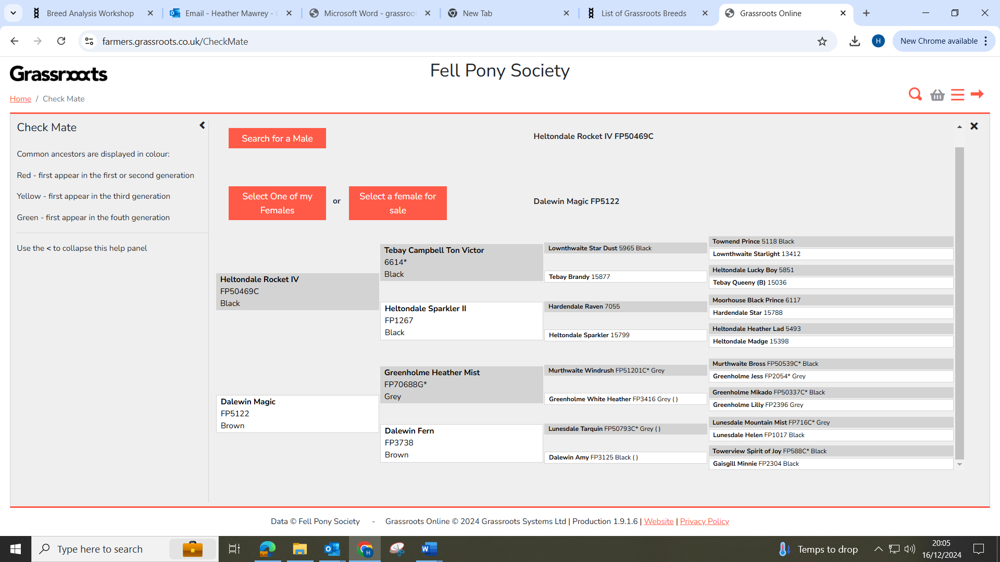 Breed Analysis Workshop
Email - Heather Mawrey -
Microsoft Word - grassroot
New Tab
List of Grassroots Breeds
Grassroots Online
farmers.grassroots.co.uk/CheckMate
H
New Chrome available
Grassroots
Fell Pony Society
Home / Check Mate
Check Mate
Common ancestors are displayed in colour:
Red - first appear in the first or second generation
Yellow - first appear in the third generation
Green - first appear in the fouth generation
Use the < to collapse this help panel
Search for a Male
Heltondale Rocket IV FP50469C
Select One of my
Females
or
Select a female for
sale
Dalewin Magic FP5122
Heltondale Rocket IV
FP50469C
Black
Dalewin Magic
FP5122
Brown
Tebay Campbell Ton Victor
6614*
Black
Heltondale Sparkler II
FP1267
Black
Greenholme Heather Mist
FP70688G*
Grey
Dalewin Fern
FP3738
Brown
Lownthwaite Star Dust 5965 Black
Tebay Brandy 15877
Hardendale Raven 7055
Heltondale Sparkler 15799
Murthwaite Windrush FP51201C* Grey
Greenholme White Heather FP3416 Grey ( )
Lunesdale Tarquin FP50793C* Grey ( )
Dalewin Amy FP3125 Black ( )
Townend Prince 5118 Black
Lownthwaite Starlight 13412
Heltondale Lucky Boy 5851
Tebay Queeny (B) 15036
Moorhouse Black Prince 6117
Hardendale Star 15788
Heltondale Heather Lad 5493
Heltondale Madge 15398
Murthwaite Bross FP50539C* Black
Greenholme Jess FP2054* Grey
Greenholme Mikado FP50337C* Black
Greenholme Lilly FP2396 Grey
Lunesdale Mountain Mist FP716C* Grey
Lunesdale Helen FP1017 Black
Towerview Spirit of Joy FP588C* Black
Gaisgill Minnie FP2304 Black
Data © Fell Pony Society - Grassroots Online © 2024 Grassroots Systems Ltd | Production 1.9.1.6 | Website | Privacy Policy
Type here to search
Temps to drop
20:05
16/12/2024